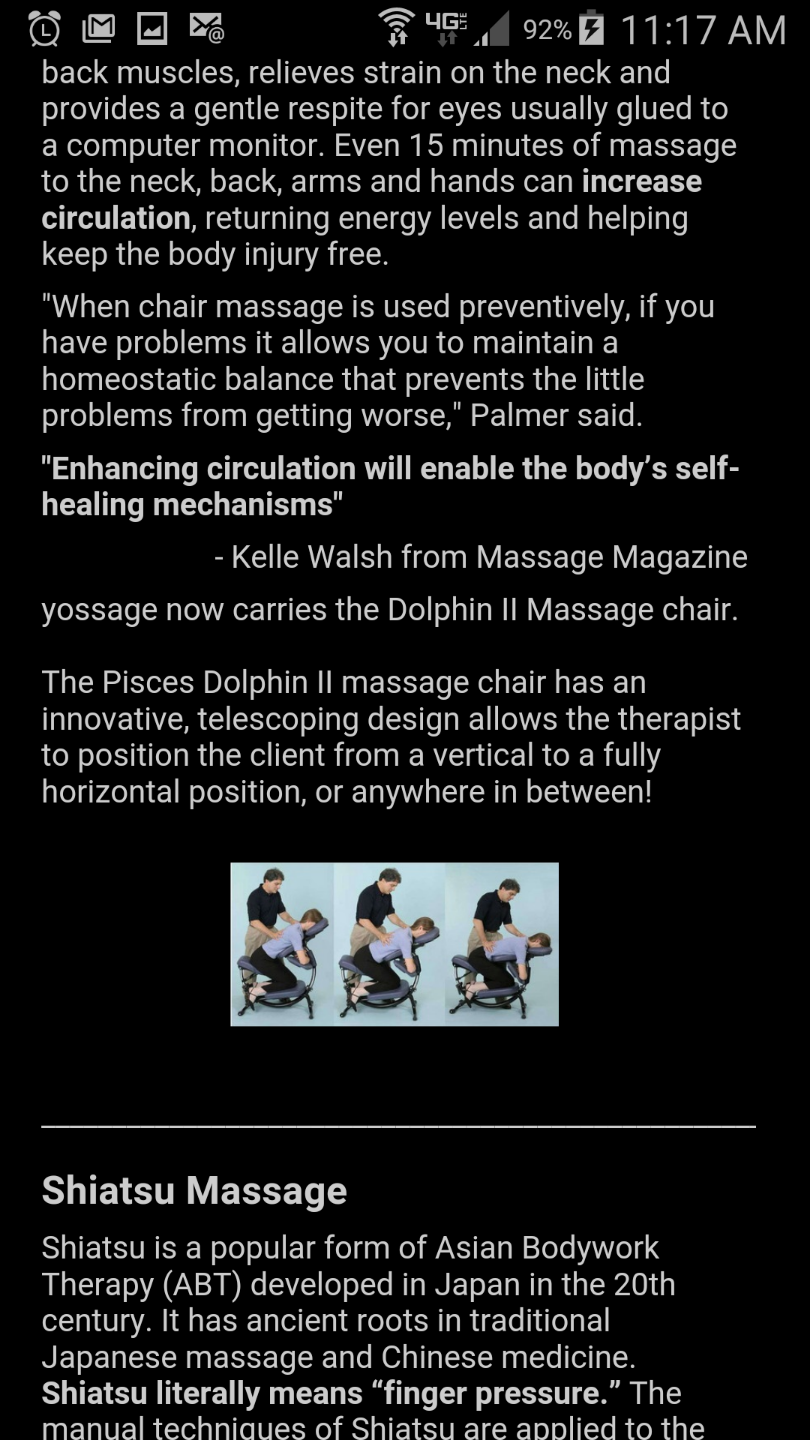 4G LTE 92% 11:17 AM
back muscles, relieves strain on the neck and
provides a gentle respite for eyes usually glued to
a computer monitor. Even 15 minutes of massage
to the neck, back, arms and hands can increase
circulation, returning energy levels and helping
keep the body injury free.
"When chair massage is used preventively, if you
have problems it allows you to maintain a
homeostatic balance that prevents the little
problems from getting worse," Palmer said.
"Enhancing circulation will enable the body’s self-
healing mechanisms"
- Kelle Walsh from Massage Magazine
yossage now carries the Dolphin II Massage chair.
The Pisces Dolphin II massage chair has an
innovative, telescoping design allows the therapist
to position the client from a vertical to a fully
horizontal position, or anywhere in between!
Shiatsu Massage
Shiatsu is a popular form of Asian Bodywork
Therapy (ABT) developed in Japan in the 20th
century. It has ancient roots in traditional
Japanese massage and Chinese medicine.
Shiatsu literally means “finger pressure.” The
manual techniques of Shiatsu are applied to the